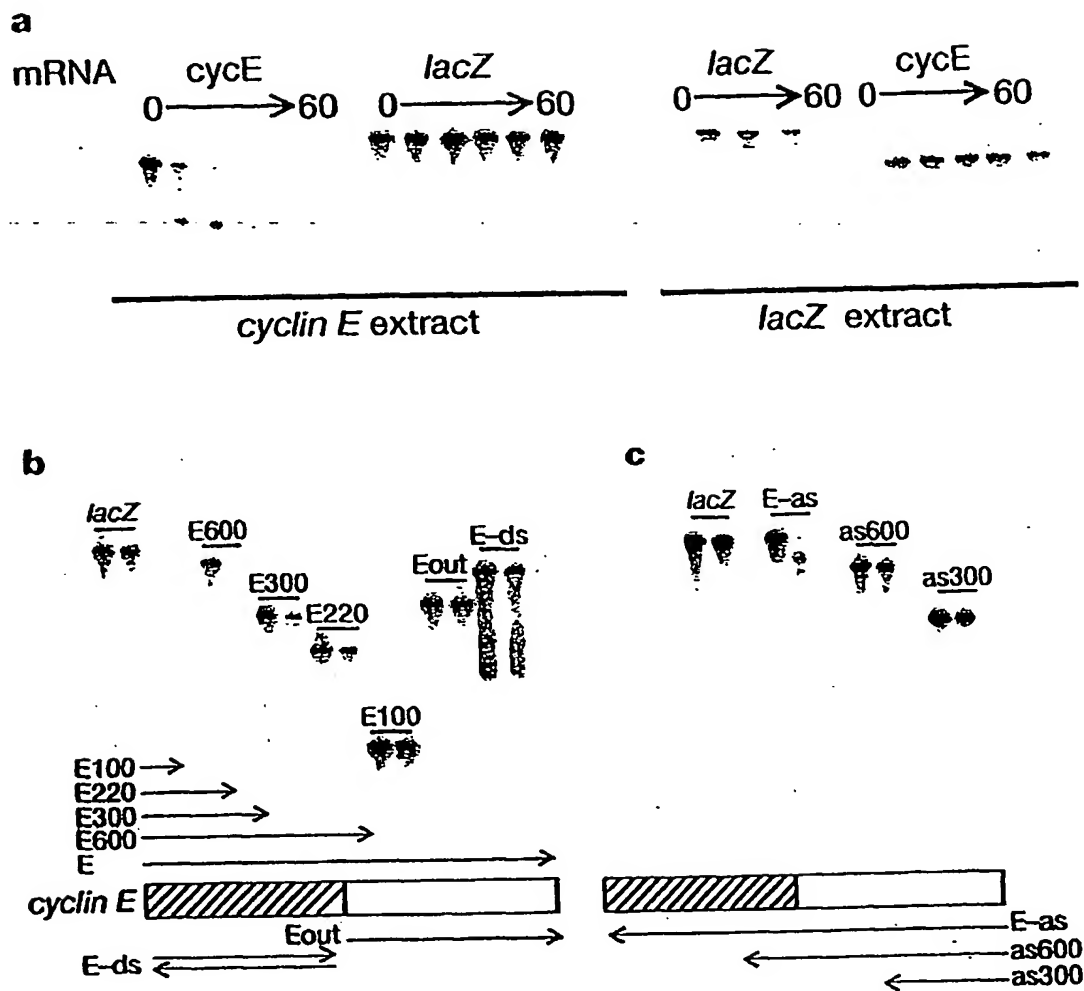 a
mRNA cycE lacZ lacZ cycE
0 60 0 60 0 60 0 60
cyclin E extract lacZ extract
b c
lacZ E600 E300 E220 E100 Eout E-ds
lacZ E-as as600 as300
E100
E220
E300
E600
E
cyclin E
Eout
E-ds
E-as
as600
as300